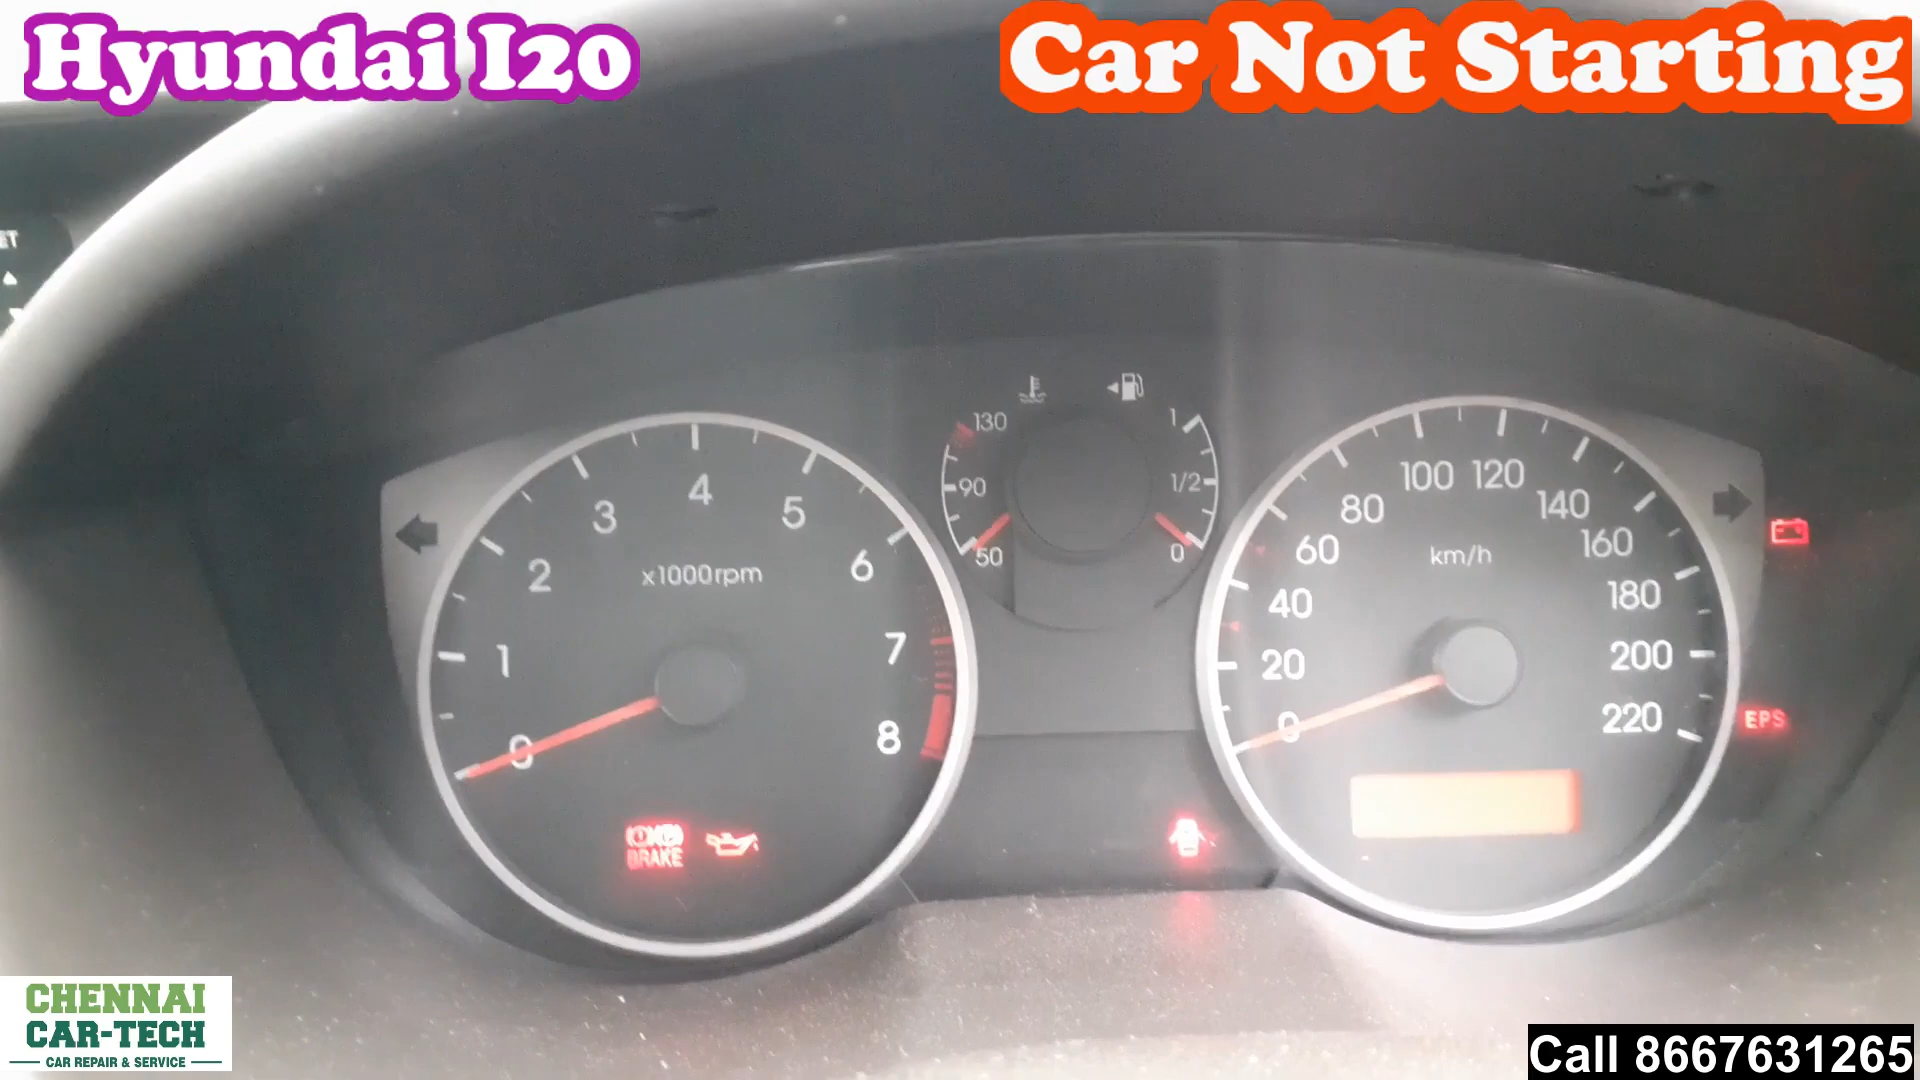 Hyundai I20
Car Not Starting
ET
130
90
50
1
1/2
0
0
1
2
3
4
5
6
7
8
x1000rpm
BRAKE
0
20
40
60
80
100
120
140
160
180
200
220
km/h
EPS
CHENNAI
CAR-TECH
CAR REPAIR & SERVICE
Call 8667631265